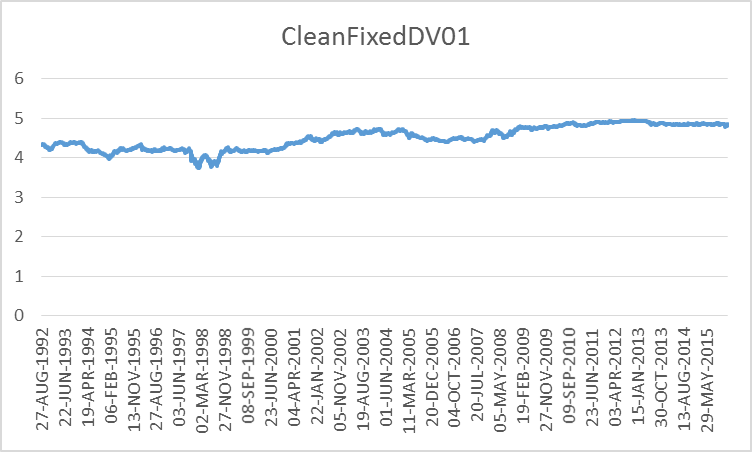 CleanFixedDV01
6
5
4
3
2
1
0
27-AUG-1992
22-JUN-1993
19-APR-1994
06-FEB-1995
13-NOV-1995
27-AUG-1996
03-JUN-1997
02-MAR-1998
27-NOV-1998
08-SEP-1999
23-JUN-2000
04-APR-2001
22-JAN-2002
05-NOV-2002
19-AUG-2003
01-JUN-2004
11-MAR-2005
20-DEC-2005
04-OCT-2006
20-JUL-2007
05-MAY-2008
19-FEB-2009
27-NOV-2009
09-SEP-2010
23-JUN-2011
03-APR-2012
15-JAN-2013
30-OCT-2013
13-AUG-2014
29-MAY-2015